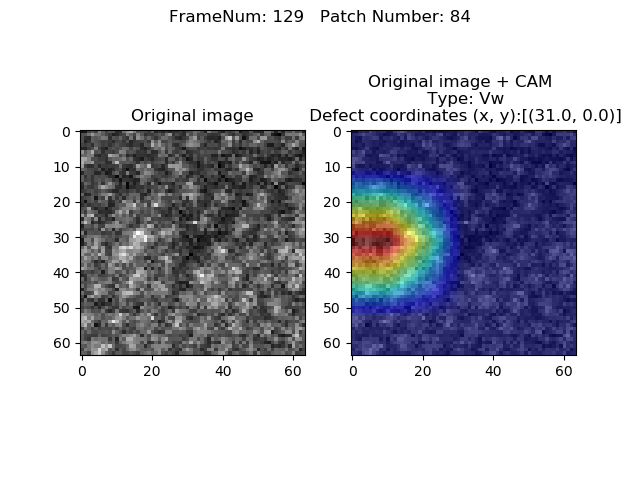 FrameNum: 129   Patch Number: 84
Original image
0
10
20
30
40
50
60
0 20 40 60
Original image + CAM
Type: Vw
Defect coordinates (x, y):[(31.0, 0.0)]
0
10
20
30
40
50
60
0 20 40 60